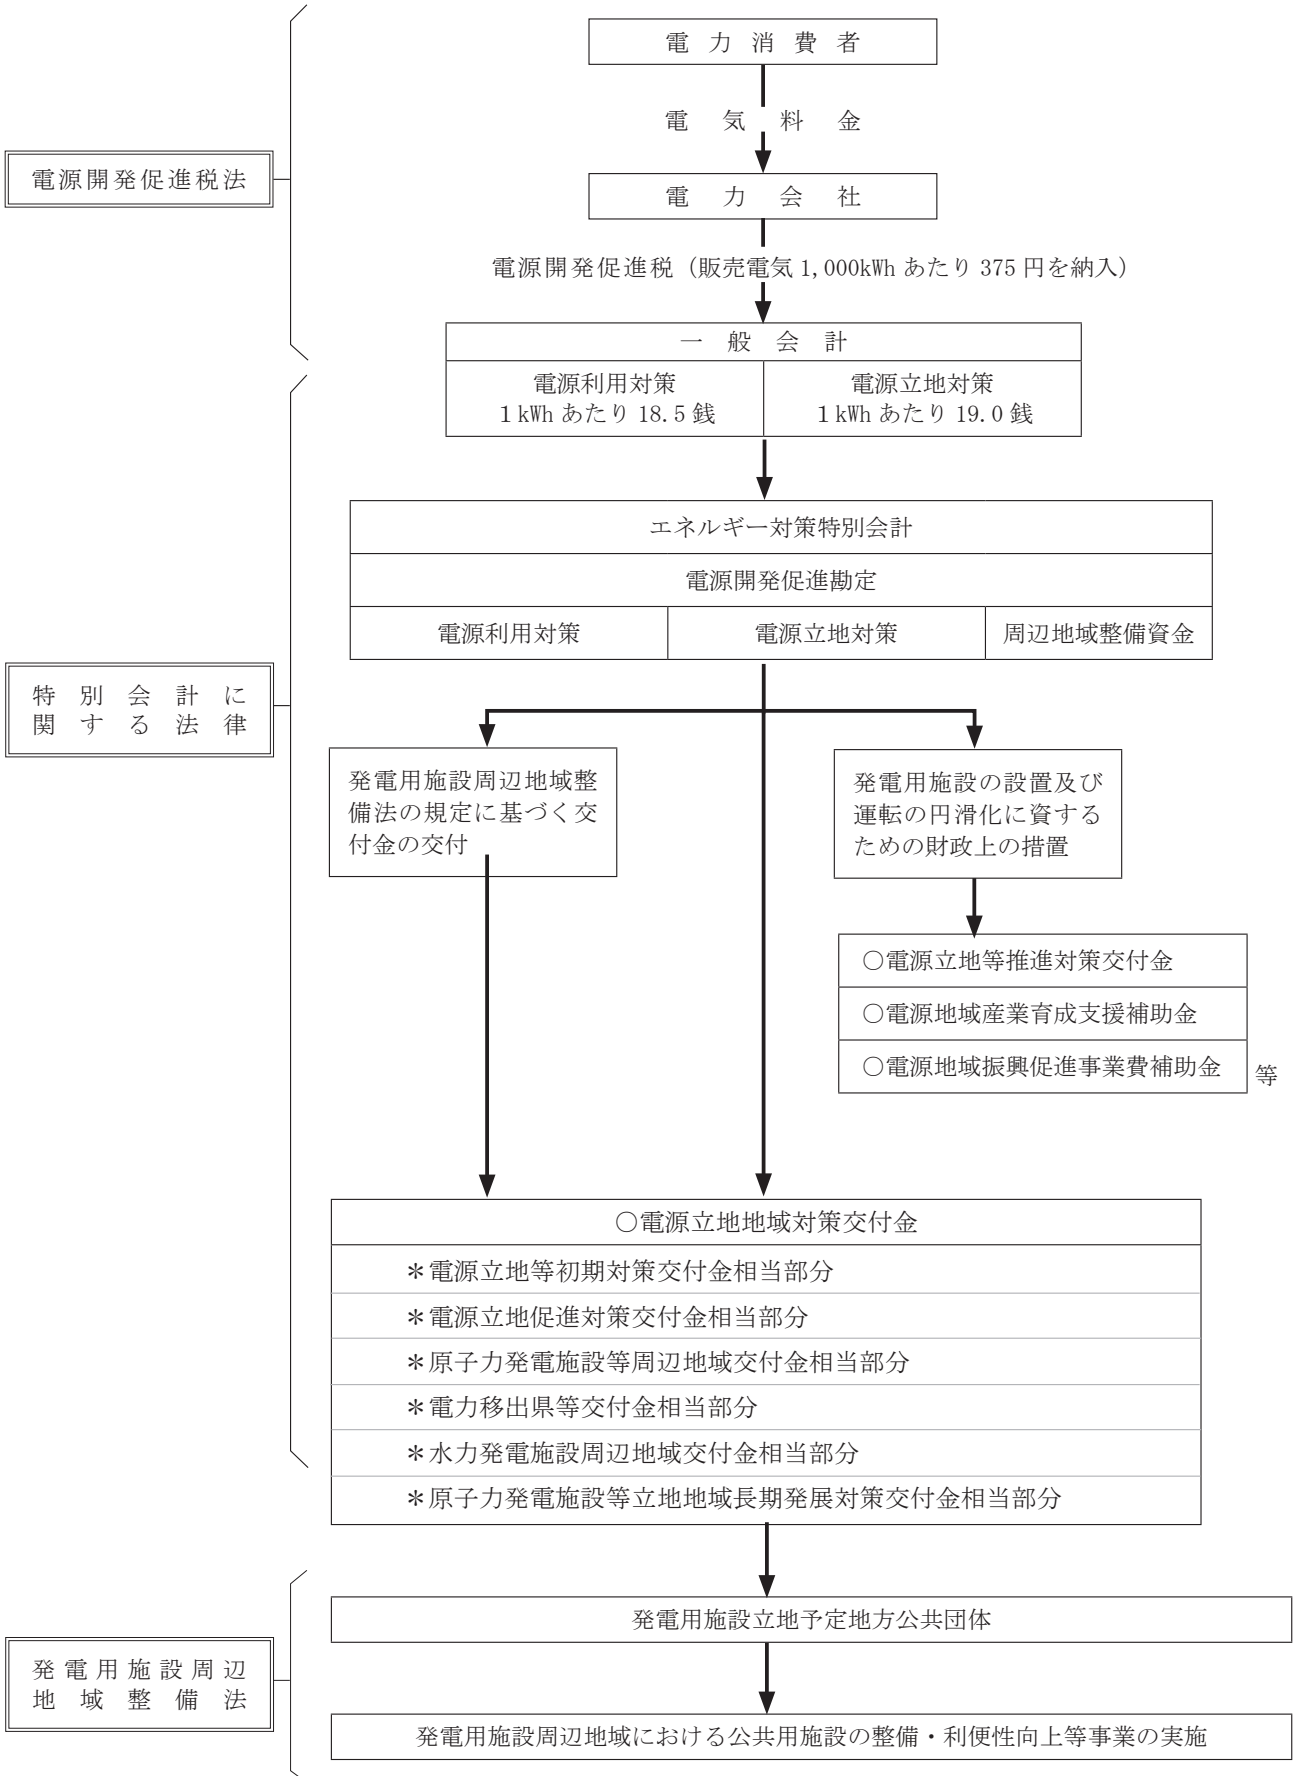 電力消費者
電気料金
電源開発促進税法
電力会社
電源開発促進税（販売電気1,000kWhあたり375円を納入）
一般会計
電源利用対策
1kWhあたり18.5銭
電源立地対策
1kWhあたり19.0銭
エネルギー対策特別会計
電源開発促進勘定
電源利用対策
電源立地対策
周辺地域整備資金
特別会計に
関する法律
発電用施設周辺地域整
備法の規定に基づく交
付金の交付
発電用施設の設置及び
運転の円滑化に資する
ための財政上の措置
○電源立地等推進対策交付金
○電源地域産業育成支援補助金
○電源地域振興促進事業費補助金
等
○電源立地地域対策交付金
＊電源立地等初期対策交付金相当部分
＊電源立地促進対策交付金相当部分
＊原子力発電施設等周辺地域交付金相当部分
＊電力移出県等交付金相当部分
＊水力発電施設周辺地域交付金相当部分
＊原子力発電施設等立地地域長期発展対策交付金相当部分
発電用施設立地予定地方公共団体
発電用施設周辺
地域整備法
発電用施設周辺地域における公共用施設の整備・利便性向上等事業の実施